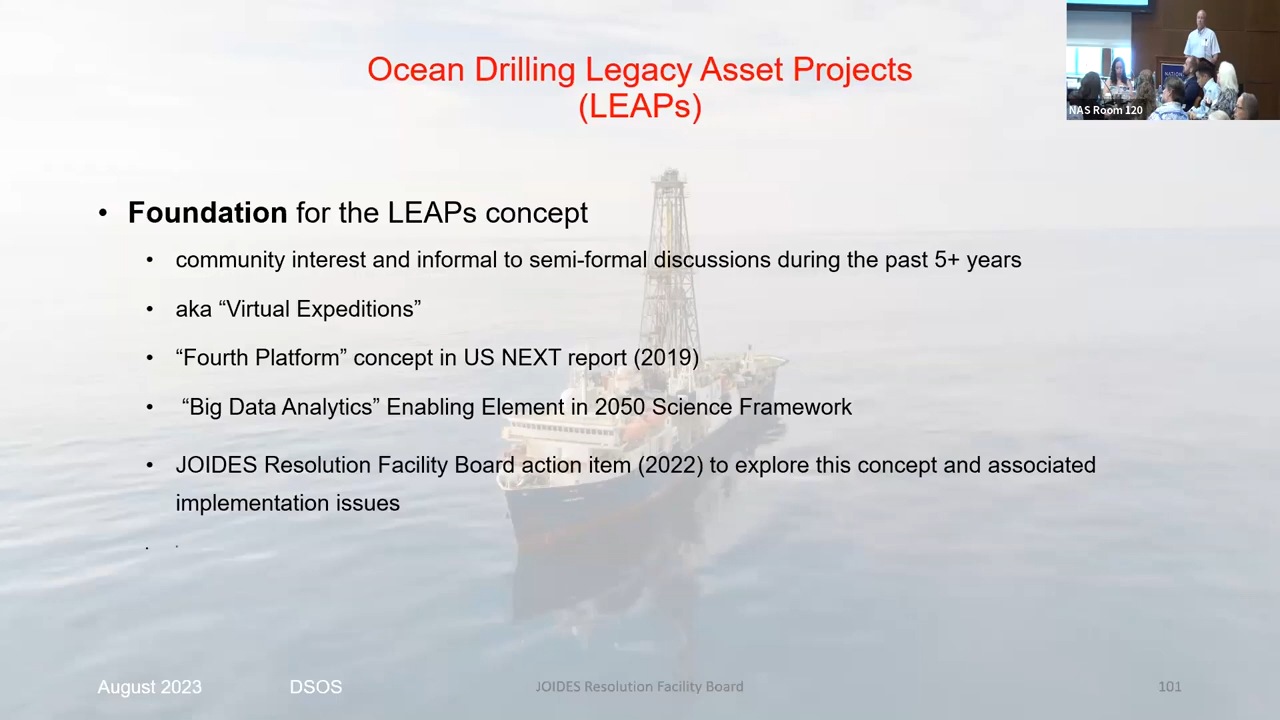 Ocean Drilling Legacy Asset Projects
(LEAPs)
NATION
NAS Room 120
• Foundation for the LEAPs concept
• community interest and informal to semi-formal discussions during the past 5+ years
• aka “Virtual Expeditions”
• “Fourth Platform” concept in US NEXT report (2019)
• “Big Data Analytics” Enabling Element in 2050 Science Framework
• JOIDES Resolution Facility Board action item (2022) to explore this concept and associated
implementation issues
August 2023 DSOS JOIDES Resolution Facility Board 101